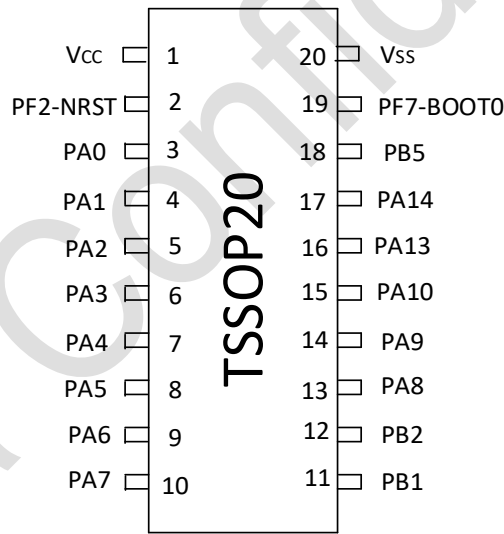 Vcc 1 20 Vss
PF2-NRST 2 19 PF7-BOOT0
PA0 3 18 PB5
PA1 4 17 PA14
PA2 5 16 PA13
PA3 6 15 PA10
PA4 7 14 PA9
PA5 8 13 PA8
PA6 9 12 PB2
PA7 10 11 PB1
TSSOP20